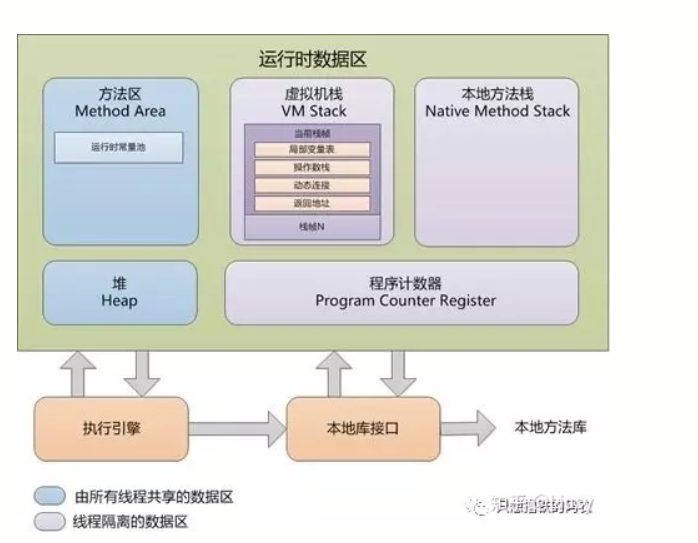 运行时数据区
方法区
Method Area
运行时常量池
虚拟机栈
VM Stack
当前栈帧
局部变量表
操作数栈
动态连接
返回地址
栈帧N
本地方法栈
Native Method Stack
堆
Heap
程序计数器
Program Counter Register
执行引擎
本地库接口
本地方法库
由所有线程共享的数据区
线程隔离的数据区